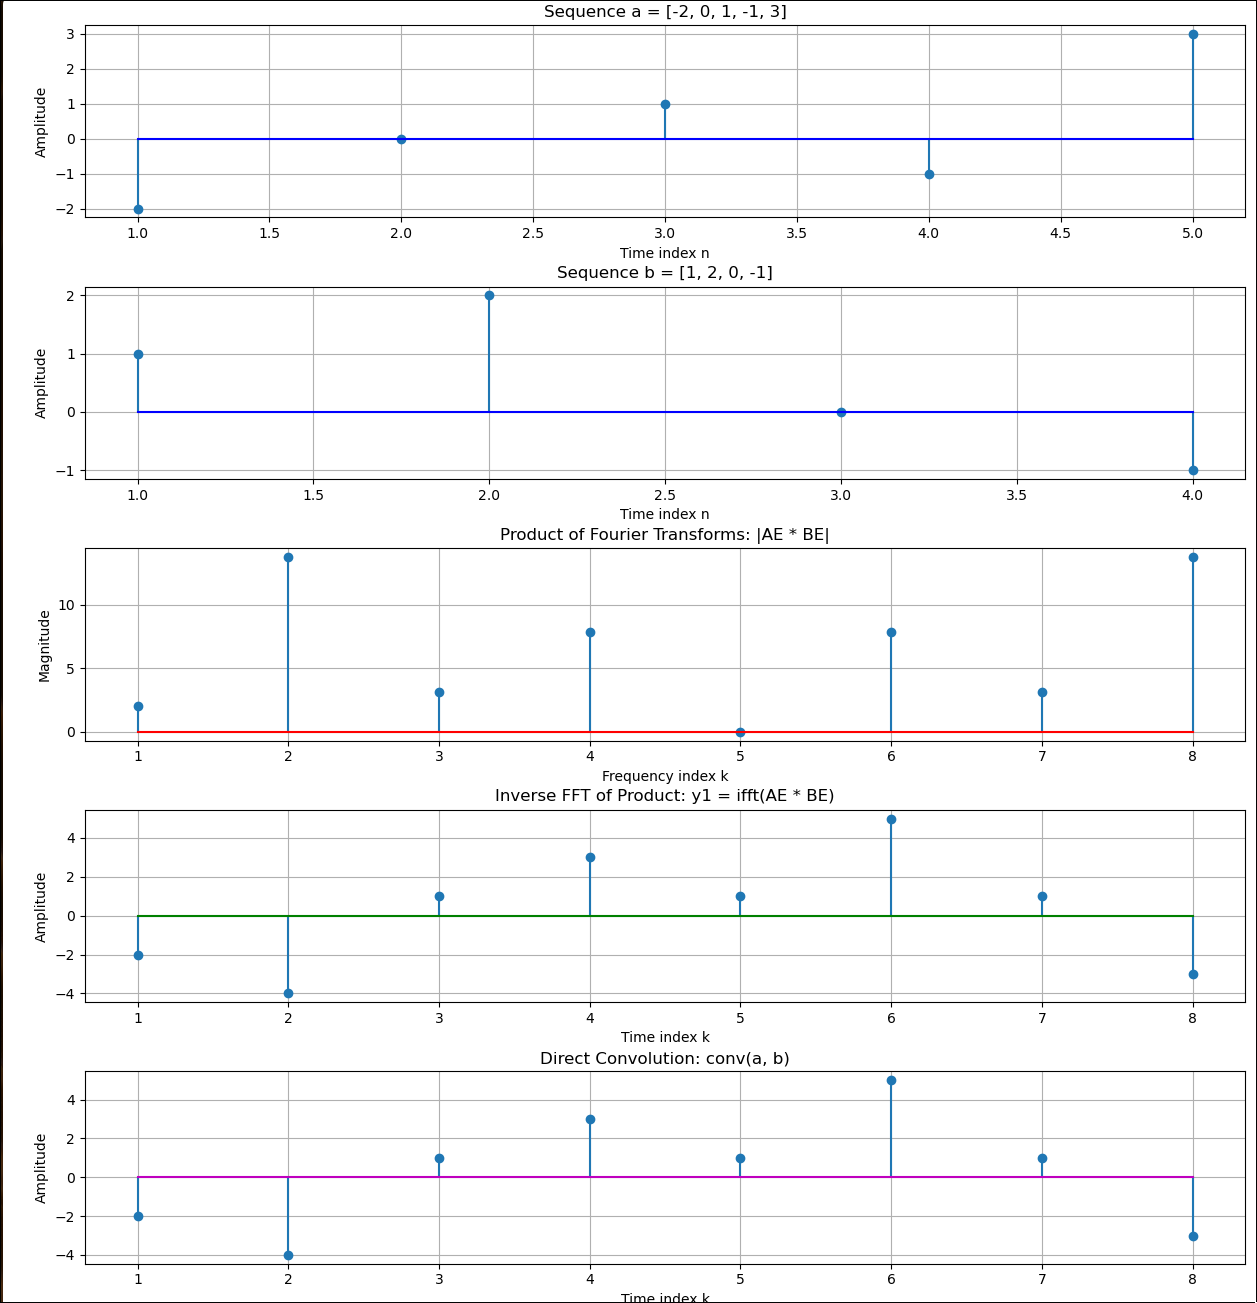 Sequence a = [-2, 0, 1, -1, 3]
3
2
1
0
−1
−2
Amplitude
1.0 1.5 2.0 2.5 3.0 3.5 4.0 4.5 5.0
Time index n
Sequence b = [1, 2, 0, -1]
2
1
0
−1
Amplitude
1.0 1.5 2.0 2.5 3.0 3.5 4.0
Time index n
Product of Fourier Transforms: |AE * BE|
10
5
0
Magnitude
1 2 3 4 5 6 7 8
Frequency index k
Inverse FFT of Product: y1 = ifft(AE * BE)
4
2
0
−2
−4
Amplitude
1 2 3 4 5 6 7 8
Time index k
Direct Convolution: conv(a, b)
4
2
0
−2
−4
Amplitude
1 2 3 4 5 6 7 8
Time index k